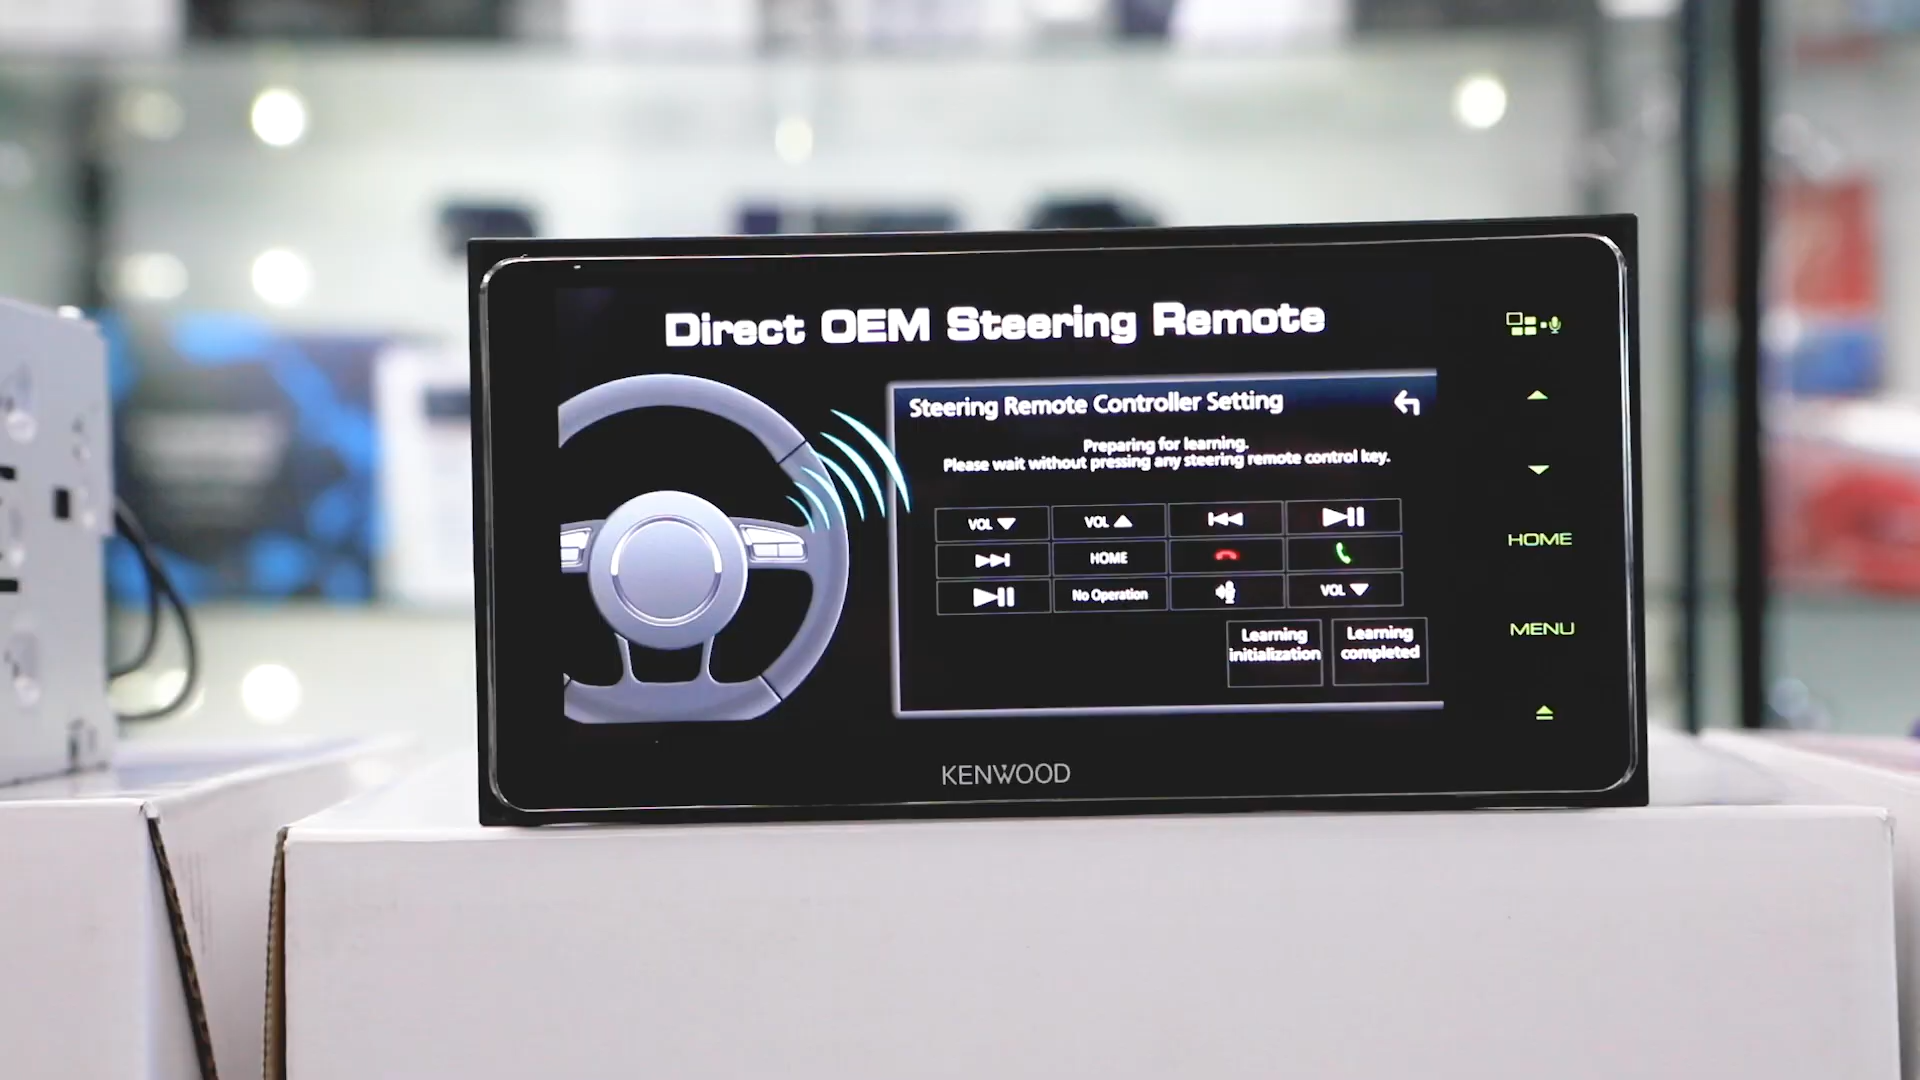 Direct OEM Steering Remote
Steering Remote Controller Setting
Preparing for learning.
Please wait without pressing any steering remote control key.
VOL VOL
HOME
No Operation VOL
Learning initialization
Learning completed
HOME
MENU
KENWOOD